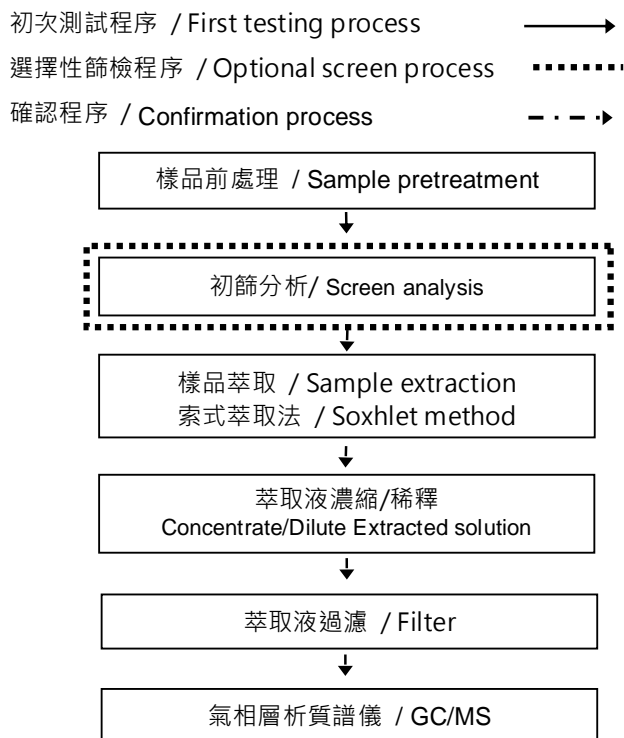 初次測試程序 / First testing process
選擇性篩檢程序 / Optional screen process
確認程序 / Confirmation process
樣品前處理 / Sample pretreatment
初篩分析/ Screen analysis
樣品萃取 / Sample extraction
索式萃取法 / Soxhlet method
萃取液濃縮/稀釋
Concentrate/Dilute Extracted solution
萃取液過濾 / Filter
氣相層析質譜儀 / GC/MS